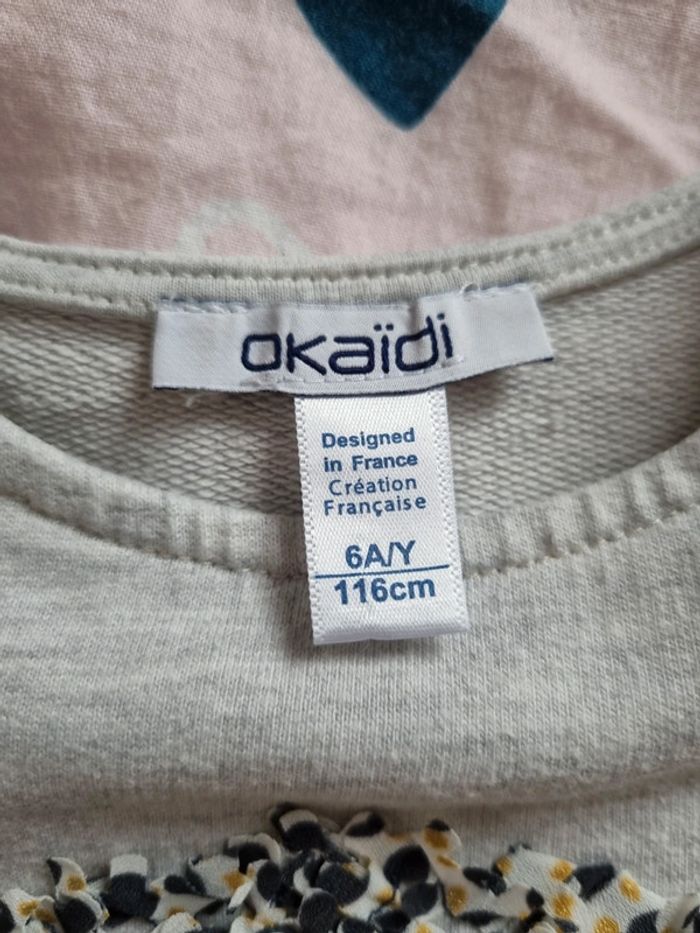 okaïdi
Designed
in France
Création
Française
6A/Y
116cm